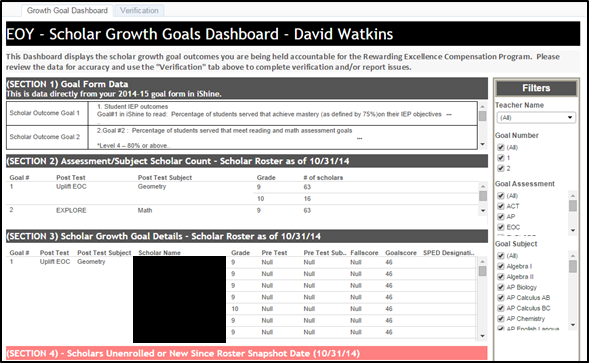 Growth Goal Dashboard Verification
EOY - Scholar Growth Goals Dashboard - David Watkins
This Dashboard displays the scholar growth goal outcomes you are being held accountable for the Rewarding Excellence Compensation Program. Please
review the data for accuracy and use the "Verification" tab above to complete verification and/or report issues.
(SECTION 1) Goal Form Data
This is data directly from your 2014-15 goal form in iShine.
Scholar Outcome Goal 1
1. Student IEP outcomes
Goal#1 in iShine to read: Percentage of students served that achieve mastery (as defined by 75%)on their IEP objectives ...
Scholar Outcome Goal 2
2.Goal #2 : Percentage of students served that meet reading and math assessment goals
...
*Level 4 – 80% or above..
(SECTION 2) Assessment/Subject Scholar Count - Scholar Roster as of 10/31/14
Goal # Post Test Post Test Subject Grade # of scholars
1 Uplift EOC Geometry 9 63
10 16
2 EXPLORE Math 9 63
(SECTION 3) Scholar Growth Goal Details - Scholar Roster as of 10/31/14
Goal # Post Test Post Test Subject Scholar Name Grade Pre Test Pre Test Sub.. Fallscore Goalscore SPED Designati..
1 Uplift EOC Geometry 9 Null Null Null 46
9 Null Null Null 46
9 Null Null Null 46
9 Null Null Null 46
10 Null Null Null 46
9 Null Null Null 46
9 Null Null Null 46
(SECTION 4) - Scholars Unenrolled or New Since Roster Snapshot Date (10/31/14)
Filters
Teacher Name
(All)
Goal Number
(All)
1
2
Goal Assessment
(All)
ACT
AP
EOC
Goal Subject
(All)
Algebra I
Algebra II
AP Biology
AP Calculus AB
AP Calculus BC
AP Chemistry
AP English Langua